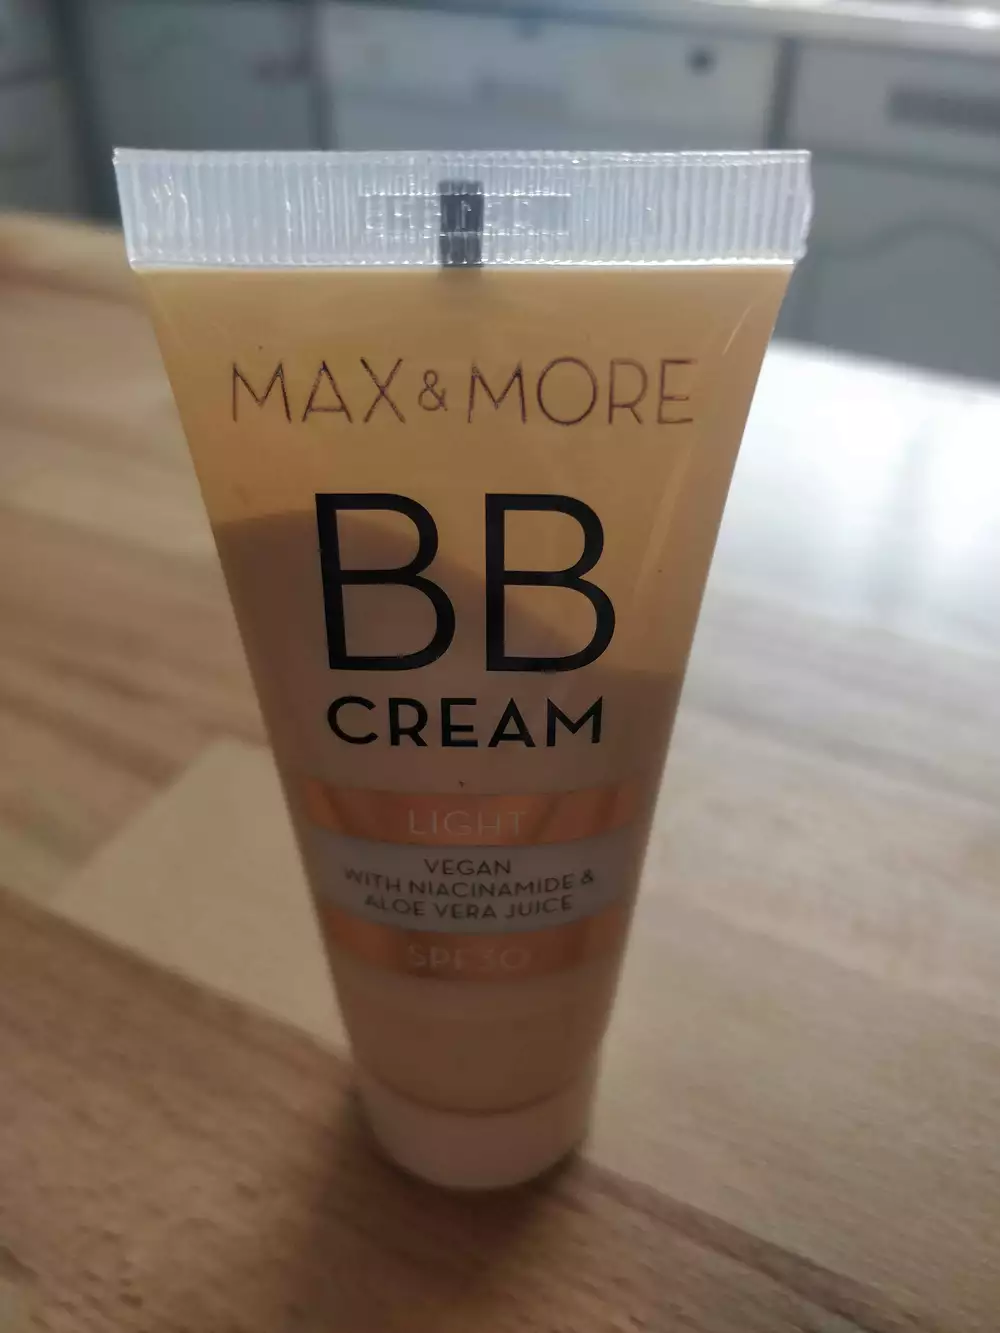 MAX & MORE
BB
CREAM
LIGHT
VEGAN
WITH NIACINAMIDE &
ALOE VERA JUICE
SPF30